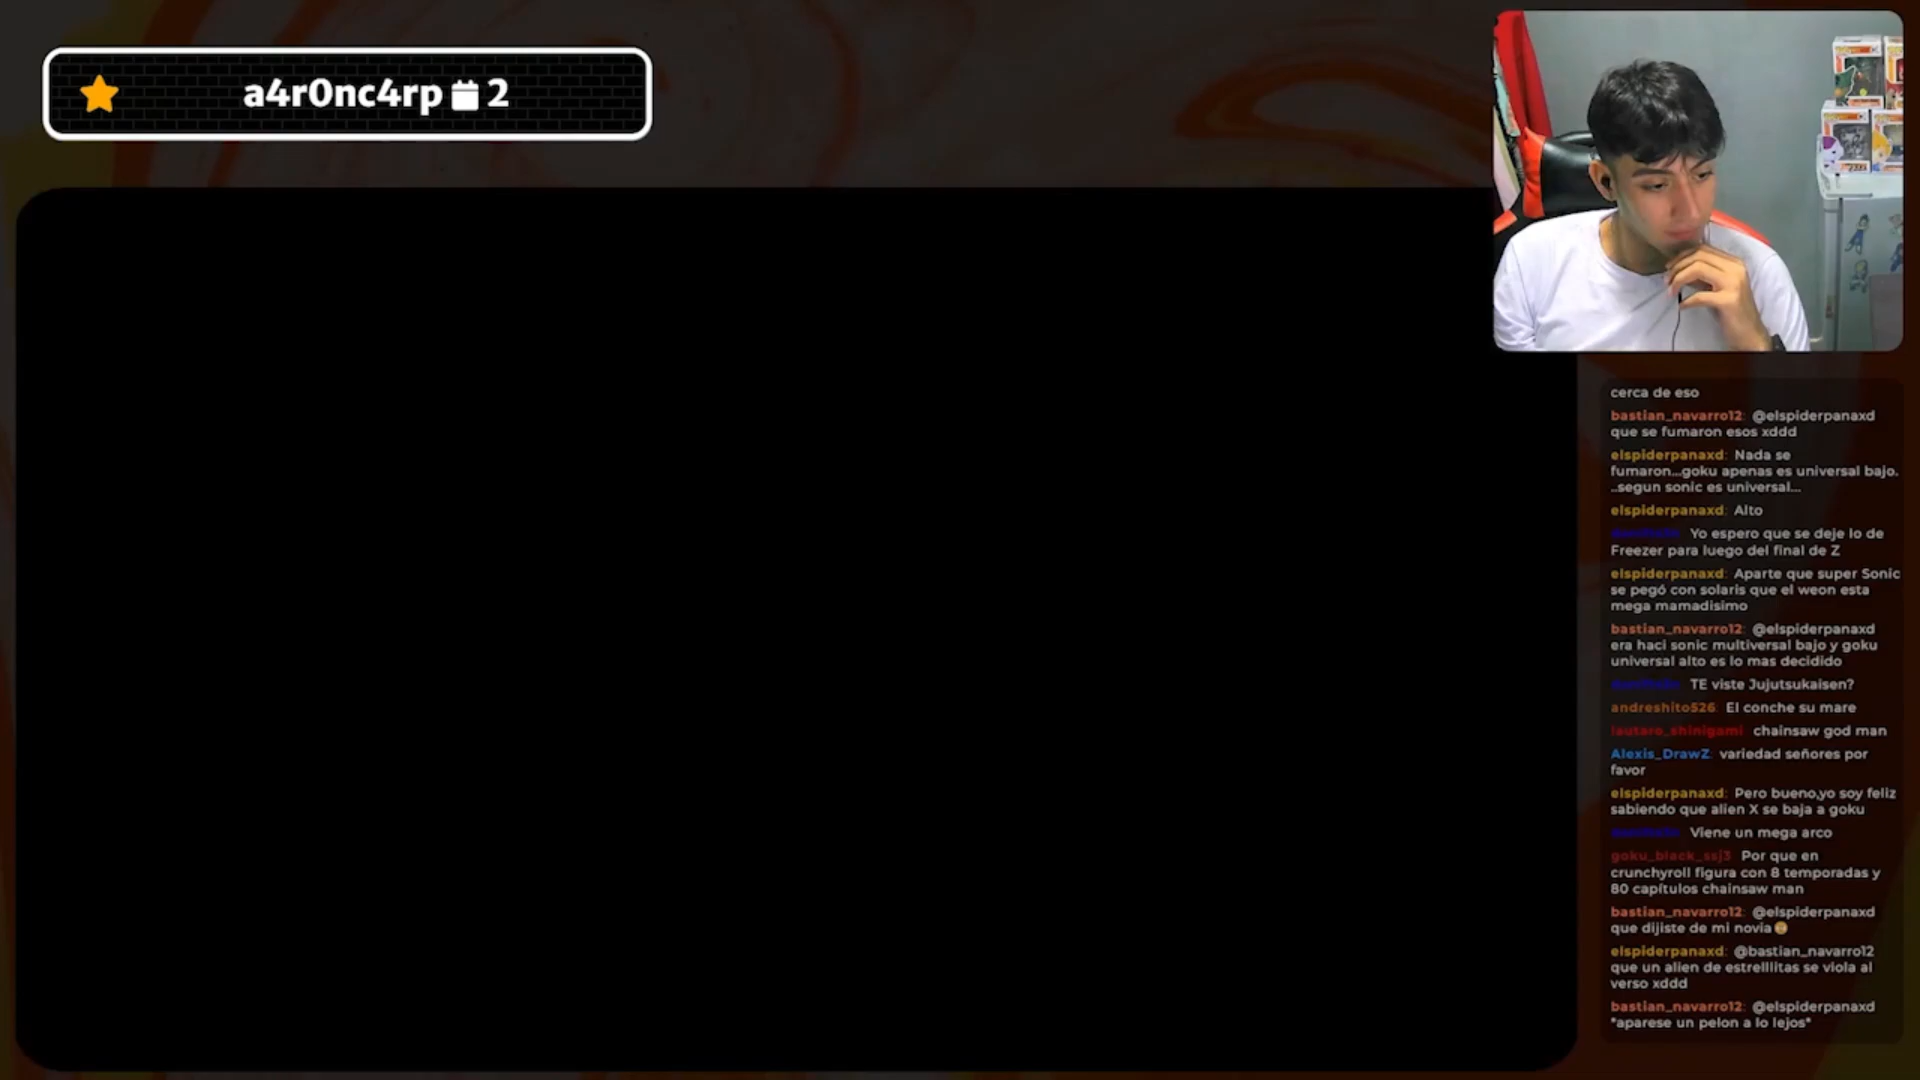 a4r0nc4rp 2
cerca de eso
bastian_navarro12: @elspiderpanaxd
que se fumaron esos xddd
elspiderpanaxd: Nada se
fumaron...goku apenas es universal bajo.
..segun sonic es universal...
elspiderpanaxd: Alto
Yo espero que se deje lo de
Freezer para luego del final de Z
elspiderpanaxd: Aparte que super Sonic
se pegó con solaris que el weon esta
mega mamadisimo
bastian_navarro12: @elspiderpanaxd
era haci sonic multiversal bajo y goku
universal alto es lo mas decidido
TE viste Jujutsukaisen?
andreshito526: El conche su mare
lautaro_shinigami: chainsaw god man
Alexis_DrawZ: variedad señores por
favor
elspiderpanaxd: Pero bueno,yo soy feliz
sabiendo que alien X se baja a goku
Viene un mega arco
goku_black_ssj3: Por que en
crunchyroll figura con 8 temporadas y
80 capítulos chainsaw man
bastian_navarro12: @elspiderpanaxd
que dijiste de mi novia
elspiderpanaxd: @bastian_navarro12
que un alien de estrelllitas se viola al
verso xddd
bastian_navarro12: @elspiderpanaxd
*aparese un pelon a lo lejos*